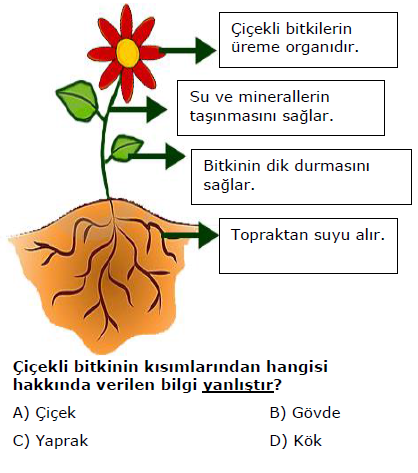 Çiçekli bitkilerin
üreme organıdır.
Su ve minerallerin
taşınmasını sağlar.
Bitkinin dik durmasını
sağlar.
Topraktan suyu alır.
Çiçekli bitkinin kısımlarından hangisi
hakkında verilen bilgi yanlıştır?
A) Çiçek B) Gövde
C) Yaprak D) Kök